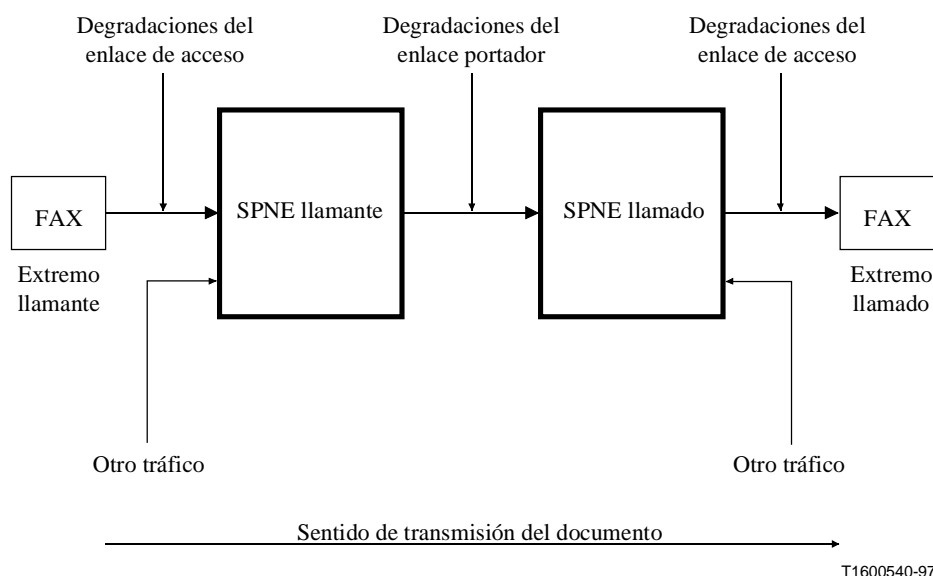 Degradaciones del
enlace de acceso
Degradaciones del
enlace portador
Degradaciones del
enlace de acceso
FAX
SPNE llamante
SPNE llamado
FAX
Extremo
llamante
Extremo
llamado
Otro tráfico
Otro tráfico
Sentido de transmisión del documento
T1600540-97